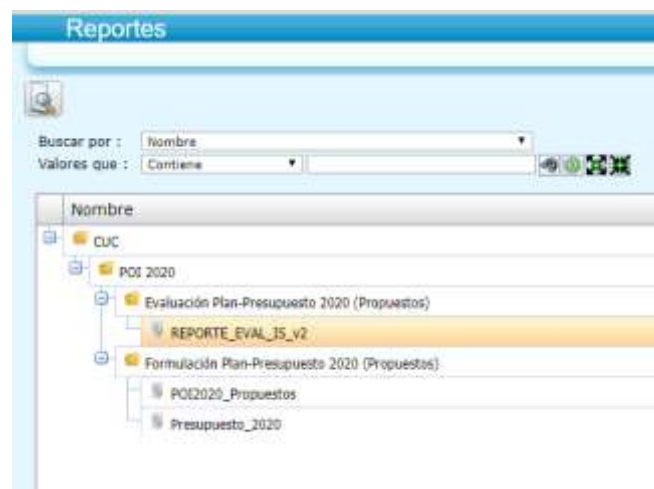 Reportes
Buscar por : Nombre
Valores que : Contiene
Nombre
CUC
POI 2020
Evaluación Plan-Presupuesto 2020 (Propuestos)
REPORTE_EVAL_IS_v2
Formulación Plan-Presupuesto 2020 (Propuestos)
POI2020_Propuestos
Presupuesto_2020